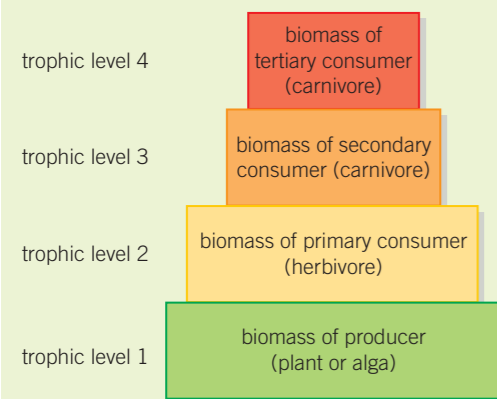 trophic level 4
biomass of
tertiary consumer
(carnivore)
trophic level 3
biomass of secondary
consumer (carnivore)
trophic level 2
biomass of primary consumer
(herbivore)
trophic level 1
biomass of producer
(plant or alga)